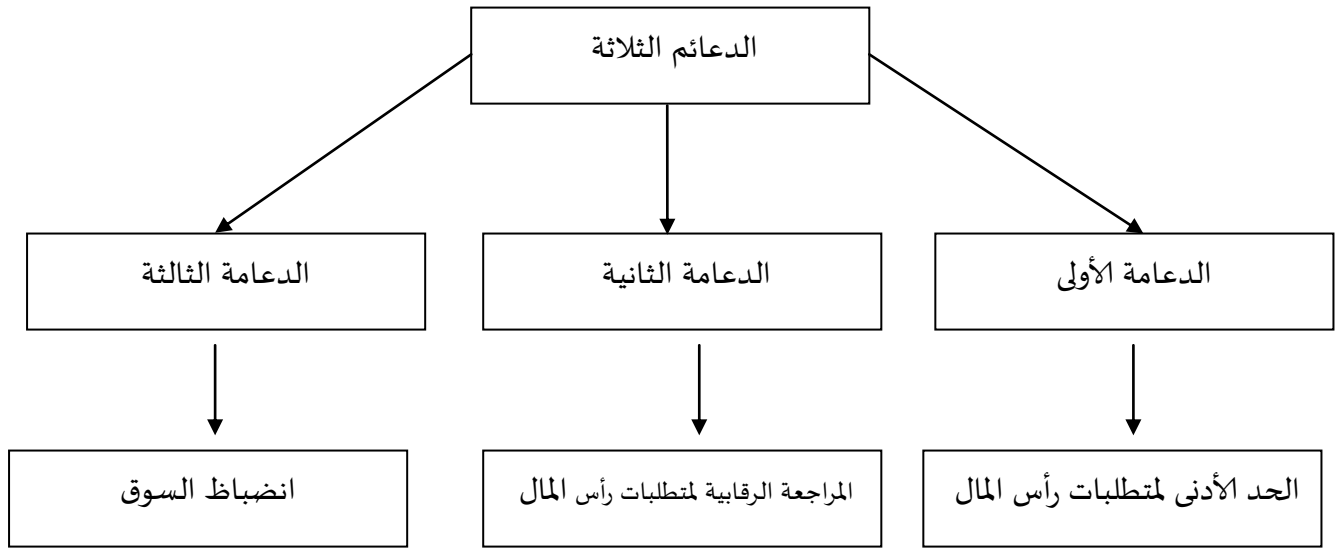 الدعائم الثلاثة
الدعامة الأولى
الدعامة الثانية
الدعامة الثالثة
الحد الأدنى لمتطلبات رأس المال
المراجعة الرقابية لمتطلبات رأس المال
انضباظ السوق